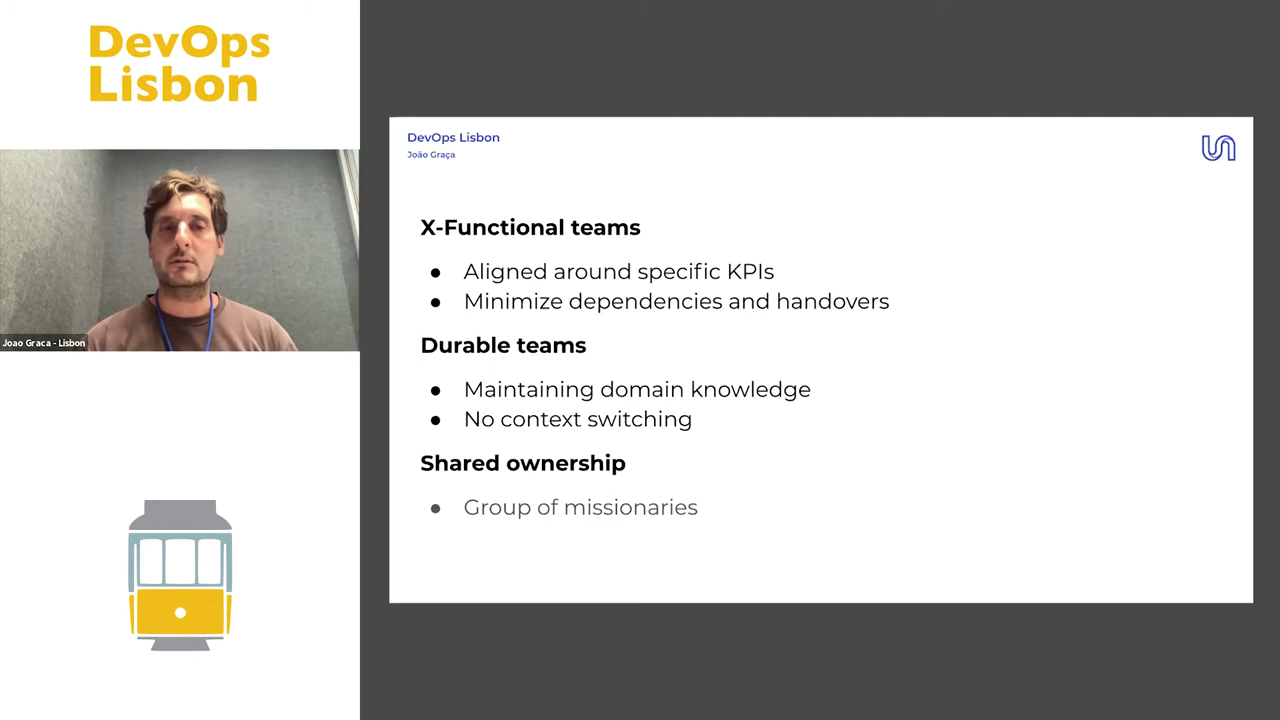 DevOps
Lisbon
Joao Graca - Lisbon
DevOps Lisbon
João Graça
X-Functional teams
● Aligned around specific KPIs
● Minimize dependencies and handovers
Durable teams
● Maintaining domain knowledge
● No context switching
Shared ownership
● Group of missionaries